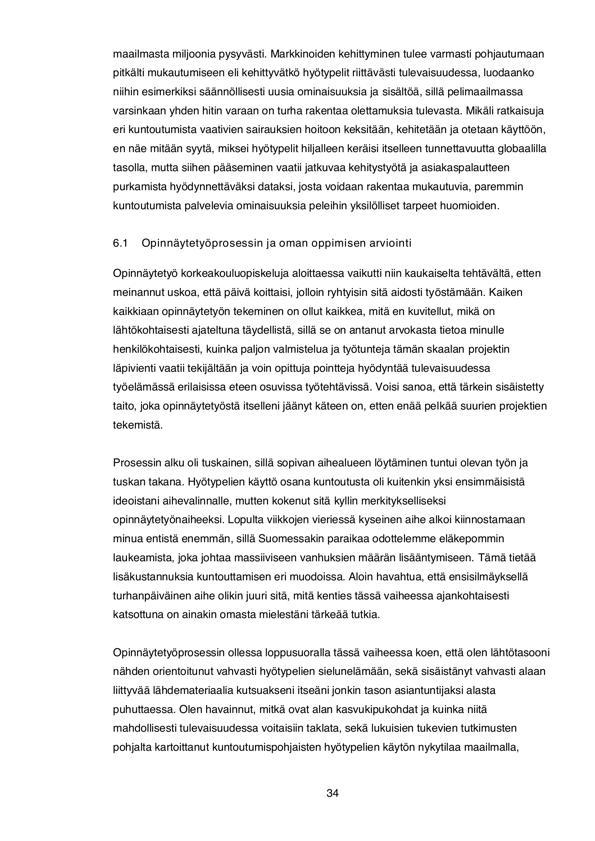 maailmasta miljoonia pysyvästi. Markkinoiden kehittyminen tulee varmasti pohjautumaan
pitkälti mukautumiseen eli kehittyvätkö hyötypelit riittävästi tulevaisuudessa, luodaanko
niihin esimerkiksi säännöllisesti uusia ominaisuuksia ja sisältöä, sillä pelimaailmassa
varsinkaan yhden hitin varaan on turha rakentaa olettamuksia tulevasta. Mikäli ratkaisuja
eri kuntoutumista vaativien sairauksien hoitoon keksitään, kehitetään ja otetaan käyttöön,
en näe mitään syytä, miksei hyötypelit hiljalleen keräisi itselleen tunnettavuutta globaalilla
tasolla, mutta siihen pääseminen vaatii jatkuvaa kehitystyötä ja asiakaspalautteen
purkamista hyödynnettäväksi dataksi, josta voidaan rakentaa mukautuvia, paremmin
kuntoutumista palvelevia ominaisuuksia peleihin yksilölliset tarpeet huomioiden.
6.1 Opinnäytetyöprosessin ja oman oppimisen arviointi
Opinnäytetyö korkeakouluopiskeluja aloittaessa vaikutti niin kaukaiselta tehtävältä, etten
meinannut uskoa, että päivä koittaisi, jolloin ryhtyisin sitä aidosti työstämään. Kaiken
kaikkiaan opinnäytetyön tekeminen on ollut kaikkea, mitä en kuvitellut, mikä on
lähtökohtaisesti ajateltuna täydellistä, sillä se on antanut arvokasta tietoa minulle
henkilökohtaisesti, kuinka paljon valmistelua ja työtunteja tämän skaalan projektin
läpivienti vaatii tekijältään ja voin opittuja pointteja hyödyntää tulevaisuudessa
työelämässä erilaisissa eteen osuvissa työtehtävissä. Voisi sanoa, että tärkein sisäistetty
taito, joka opinnäytetyöstä itselleni jäänyt käteen on, etten enää pelkää suurien projektien
tekemistä.
Prosessin alku oli tuskainen, sillä sopivan aihealueen löytäminen tuntui olevan työn ja
tuskan takana. Hyötypelien käyttö osana kuntoutusta oli kuitenkin yksi ensimmäisistä
ideoistani aihevalinnalle, mutten kokenut sitä kyllin merkitykselliseksi
opinnäytetyönaiheeksi. Lopulta viikkojen vieriessä kyseinen aihe alkoi kiinnostamaan
minua entistä enemmän, sillä Suomessakin paraikaa odottelemme eläkepommin
laukeamista, joka johtaa massiiviseen vanhuksien määrän lisääntymiseen. Tämä tietää
lisäkustannuksia kuntouttamisen eri muodoissa. Aloin havahtua, että ensisilmäyksellä
turhanpäiväinen aihe olikin juuri sitä, mitä kenties tässä vaiheessa ajankohtaisesti
katsottuna on ainakin omasta mielestäni tärkeää tutkia.
Opinnäytetyöprosessin ollessa loppusuoralla tässä vaiheessa koen, että olen lähtötasooni
nähden orientoitunut vahvasti hyötypelien sielunelämään, sekä sisäistänyt vahvasti alaan
liittyvää lähdemateriaalia kutsuakseni itseäni jonkin tason asiantuntijaksi alasta
puhuttaessa. Olen havainnut, mitkä ovat alan kasvukipukohdat ja kuinka niitä
mahdollisesti tulevaisuudessa voitaisiin taklata, sekä lukuisien tukevien tutkimusten
pohjalta kartoittanut kuntoutumispohjaisten hyötypelien käytön nykytilaa maailmalla,
34